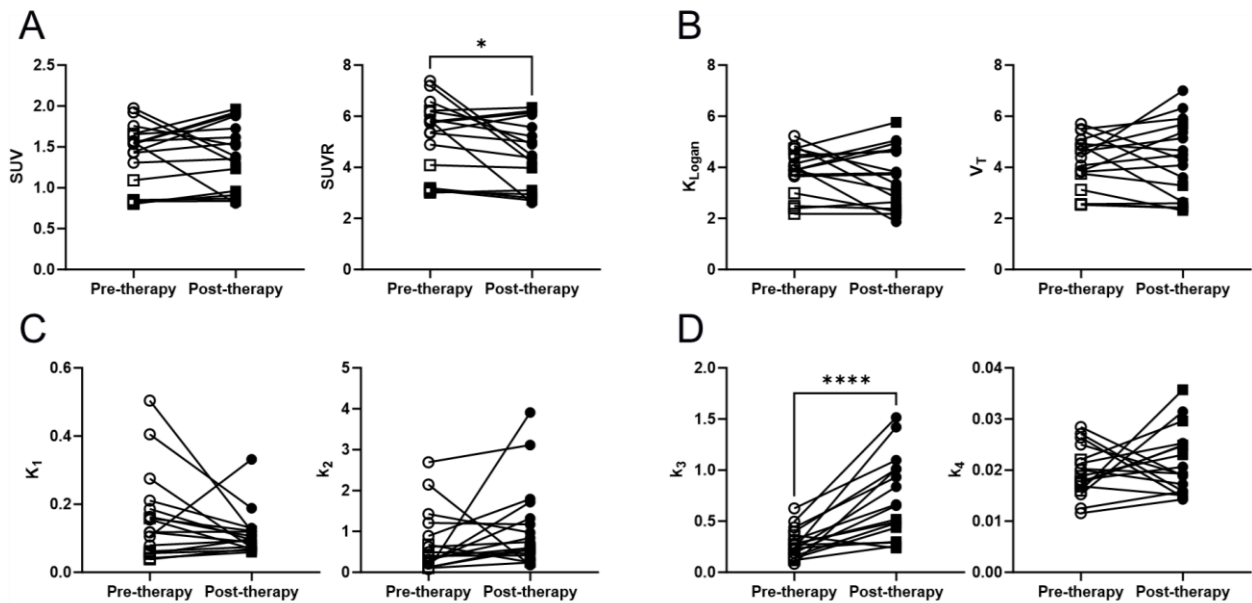 A
B
*
2.5
2.0
1.5
1.0
0.5
0.0
SUV
Pre-therapy Post-therapy
8
6
4
2
0
SUVR
Pre-therapy Post-therapy
8
6
4
2
0
K_Logan
Pre-therapy Post-therapy
8
6
4
2
0
V_T
Pre-therapy Post-therapy
C
D
0.6
0.4
0.2
0.0
K₁
Pre-therapy Post-therapy
5
4
3
2
1
0
k₂
Pre-therapy Post-therapy
****
2.0
1.5
1.0
0.5
0.0
k₃
Pre-therapy Post-therapy
0.04
0.03
0.02
0.01
0.00
k₄
Pre-therapy Post-therapy